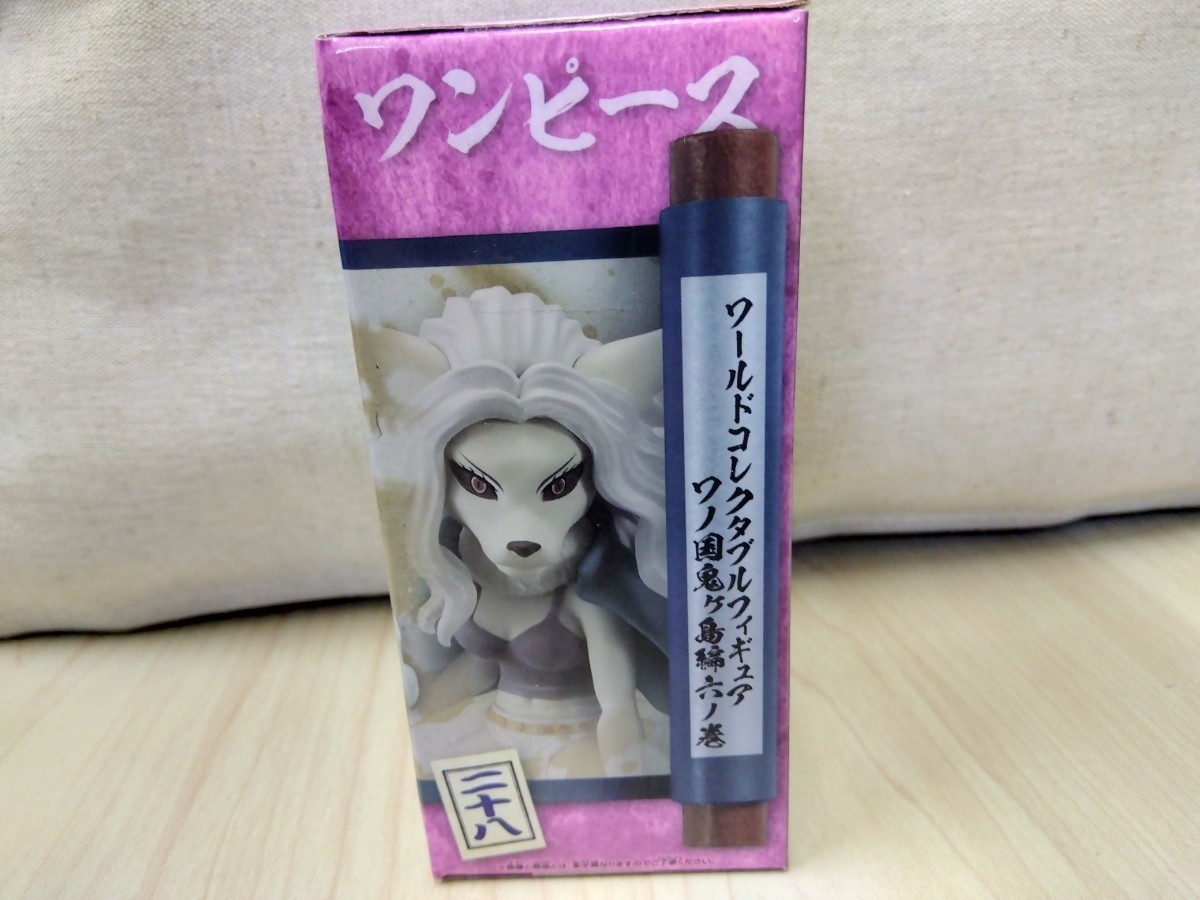 ワンピース
ワールドコレクタブルフィギュア
ワノ国鬼ヶ島編六ノ巻
二十八